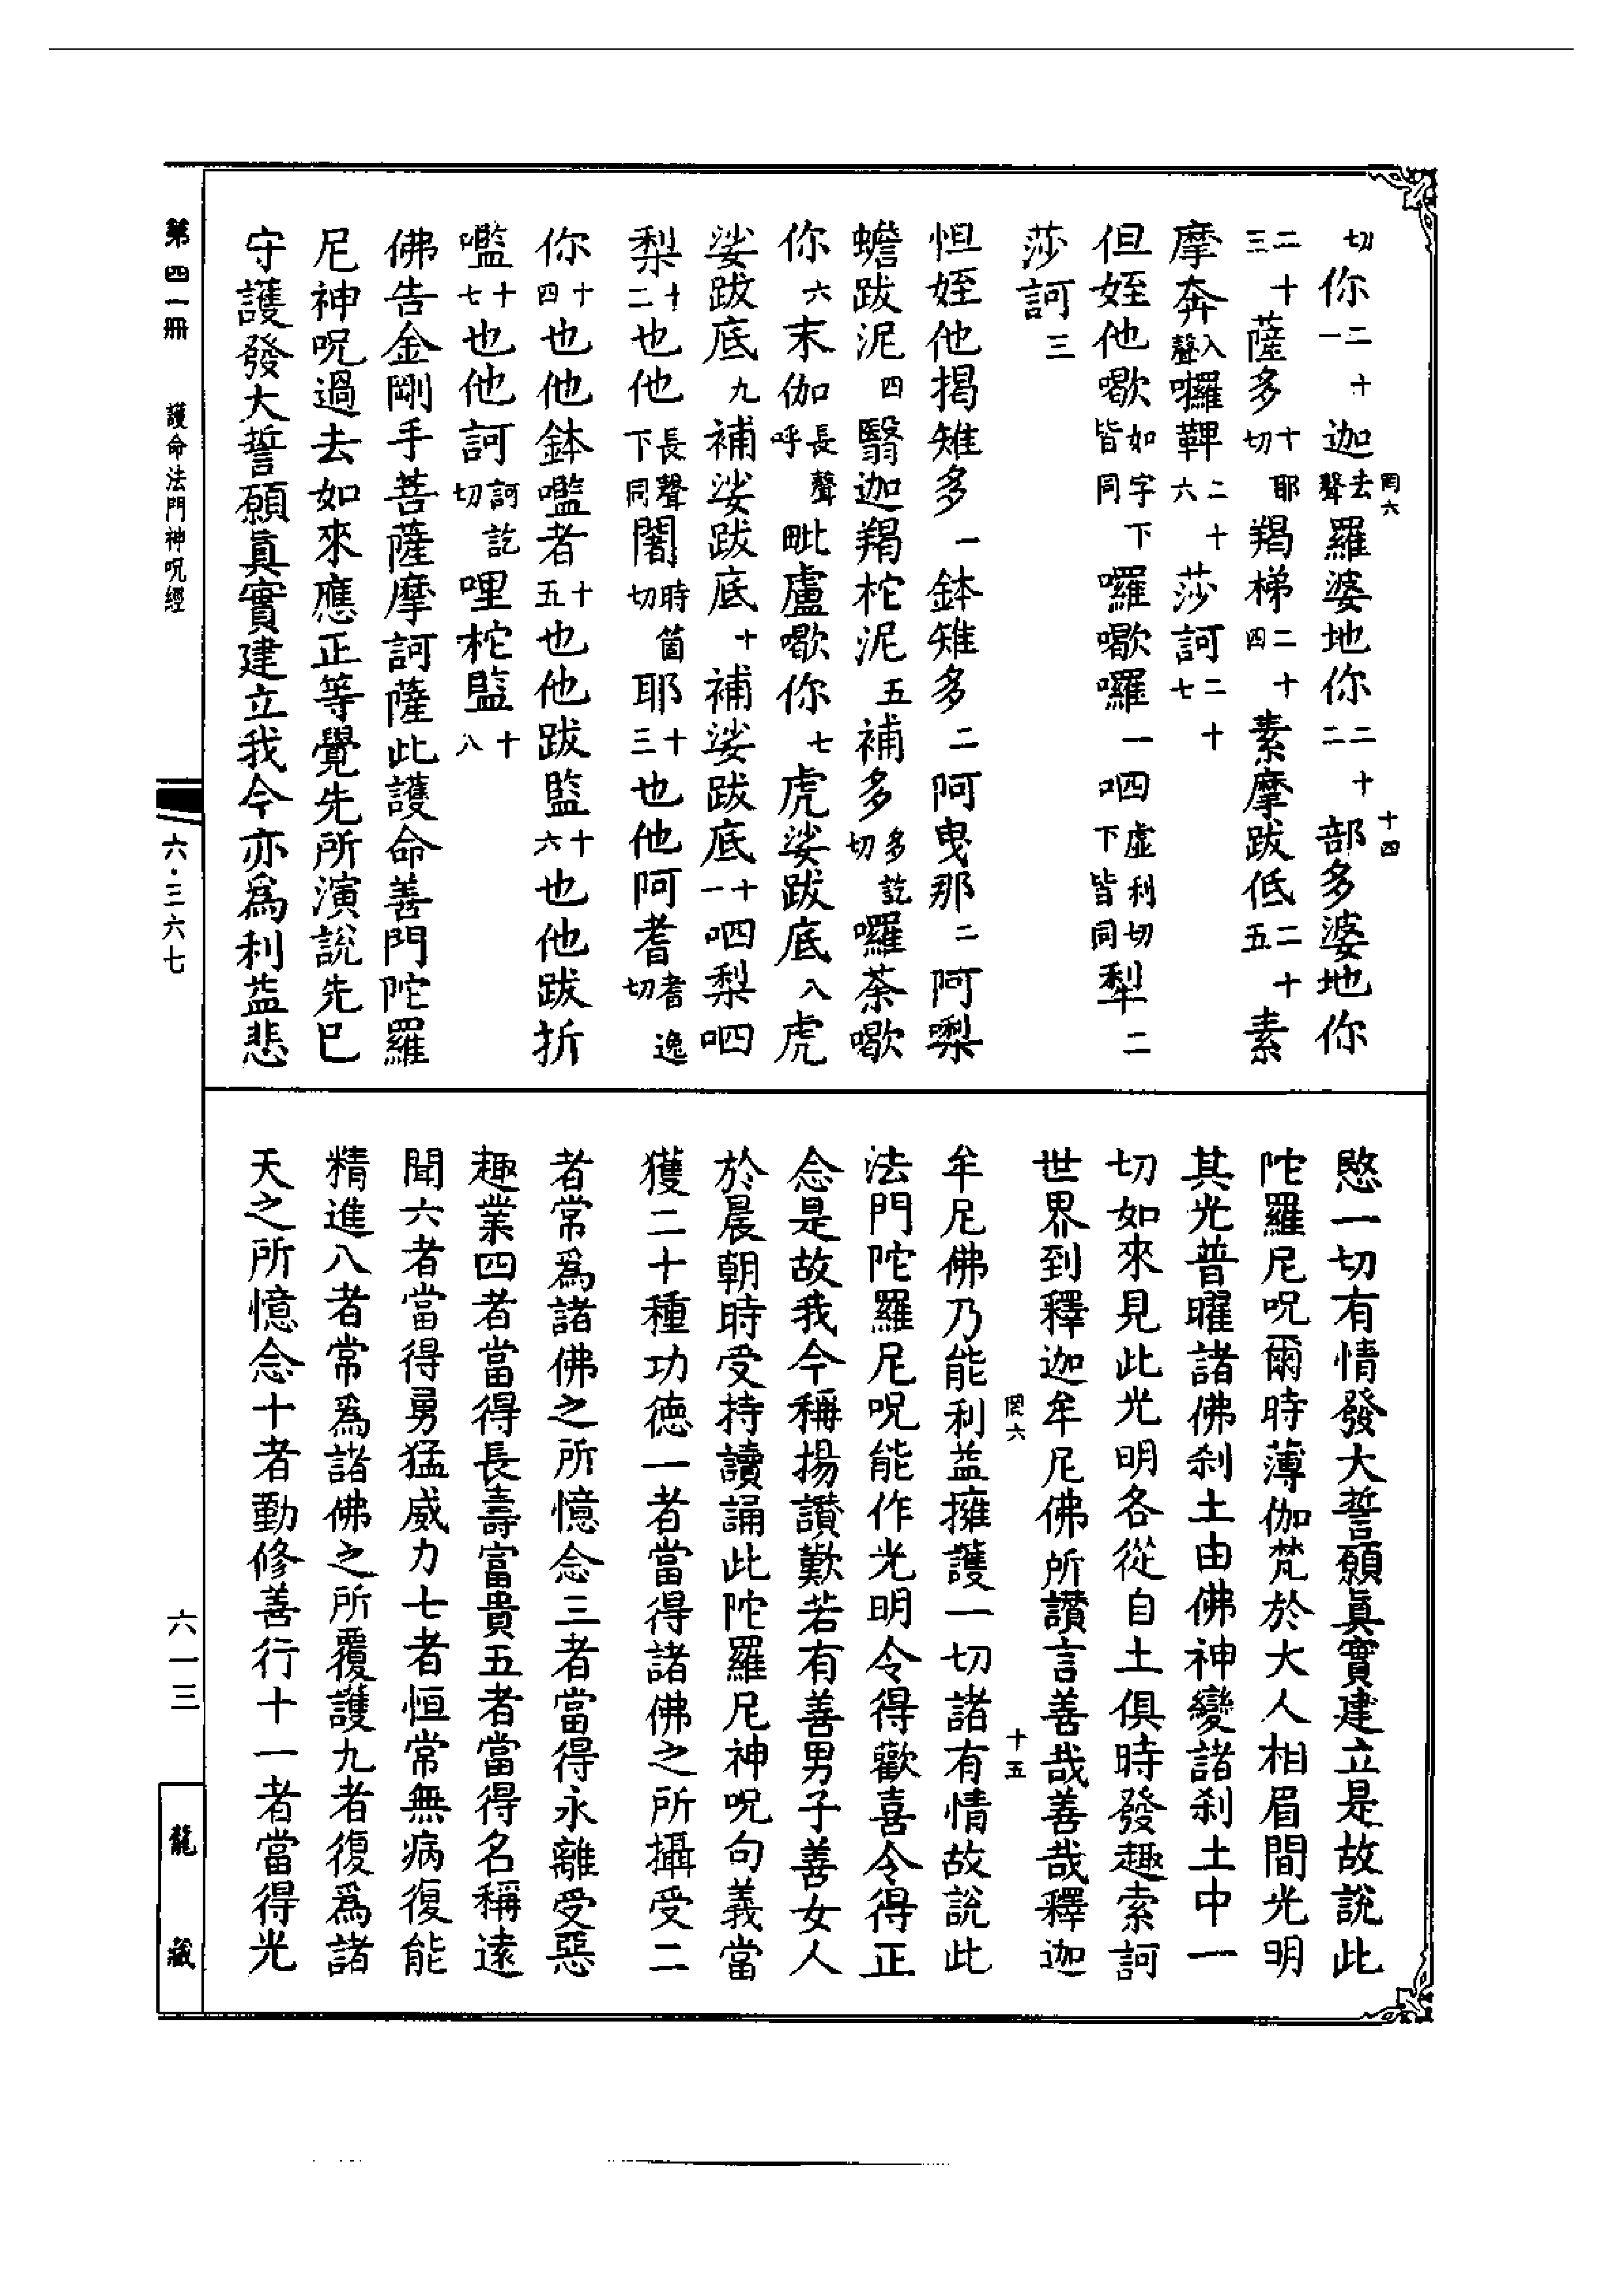 切你二十一迦去聲羅婆地你二十二部多婆地你
二十三薩多十耶切羯梯二十四素摩跋低二十五素
摩奔入聲囉鞞二十六莎訶二十七
但姪他歇如字下皆同囉歇囉一呬虛利切下皆同犁二
莎訶三
怛姪他揭雉多一鉢雉多二阿曳那二阿㗚
蟾跋泥四翳迦羯柁泥五補多多訖切囉荼歇
你六末伽長聲呼毗盧歇你七虎娑跋底八虎
娑跋底九補娑跋底十補娑跋底十一呬梨呬
梨十二也他長聲下同闍時箇切耶十三也他阿耆耆逸切
你十四也他鉢嚂者五十也他跋監十六也他跋折
嚂十七也他訶訶訖切哩柁監十八
佛告金剛手菩薩摩訶薩此護命善門陀羅
尼神呪過去如來應正等覺先所演說先已
守護發大誓願眞實建立我今亦爲利益悲
愍一切有情發大誓願眞實建立是故說此
陀羅尼呪爾時薄伽梵於大人相眉間光明
其光普曜諸佛刹土由佛神變諸刹土中一
切如來見此光明各從自土俱時發趣索訶
世界到釋迦牟尼佛所讚言善哉善哉釋迦
牟尼佛乃能利益擁護一切諸有情故說此
法門陀羅尼呪能作光明令得歡喜令得正
念是故我今稱揚讚歎若有善男子善女人
於晨朝時受持讀誦此陀羅尼神呪句義當
獲二十種功德一者當得諸佛之所攝受二
者常爲諸佛之所憶念三者當得永離受惡
趣業四者當得長壽富貴五者當得名稱遠
聞六者當得勇猛威力七者恒常無病復能
精進八者常爲諸佛之所覆護九者復爲諸
天之所憶念十者勤修善行十一者當得光
罔六
十四
罔六
十五
第四一冊
護命法門神呪經
六·三六七
六一三
龍藏